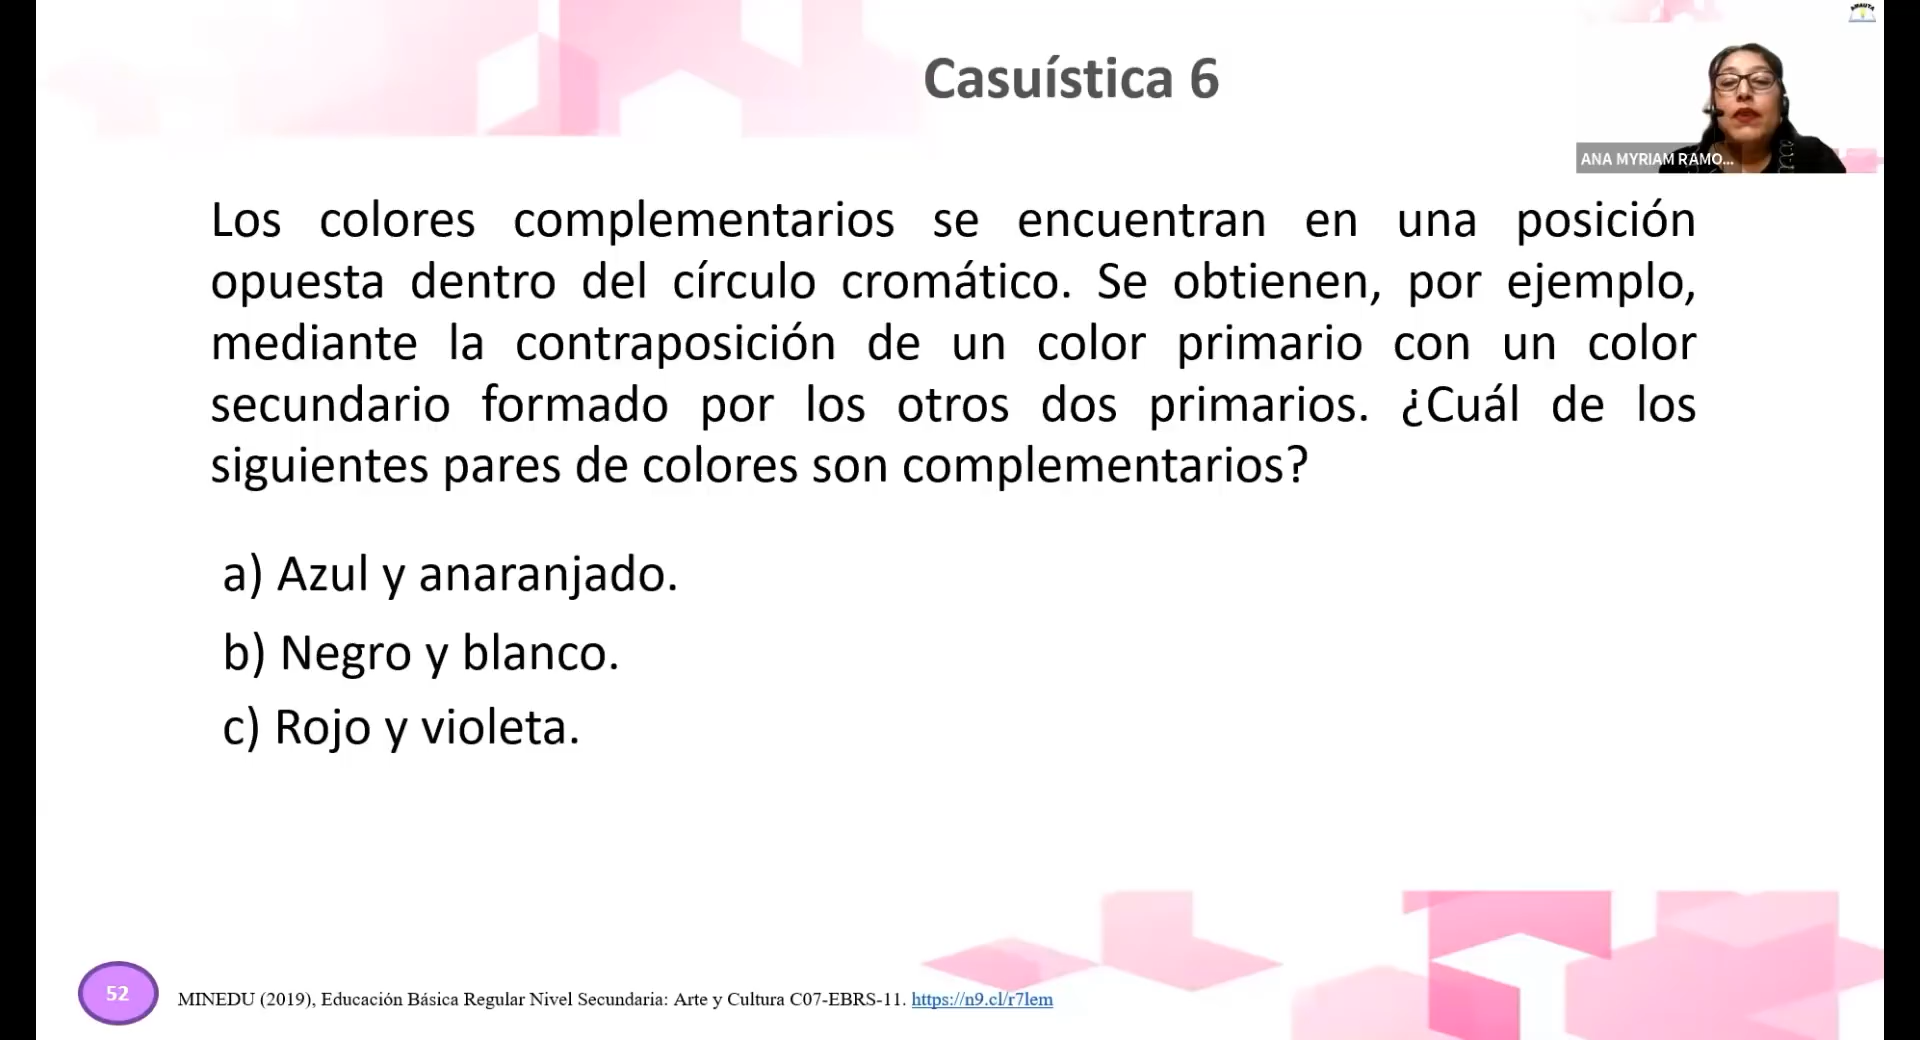 AMAUTA
Casuística 6
ANA MYRIAM RAMO...
Los colores complementarios se encuentran en una posición
opuesta dentro del círculo cromático. Se obtienen, por ejemplo,
mediante la contraposición de un color primario con un color
secundario formado por los otros dos primarios. ¿Cuál de los
siguientes pares de colores son complementarios?
a) Azul y anaranjado.
b) Negro y blanco.
c) Rojo y violeta.
52
MINEDU (2019), Educación Básica Regular Nivel Secundaria: Arte y Cultura C07-EBRS-11. https://n9.cl/r7lem